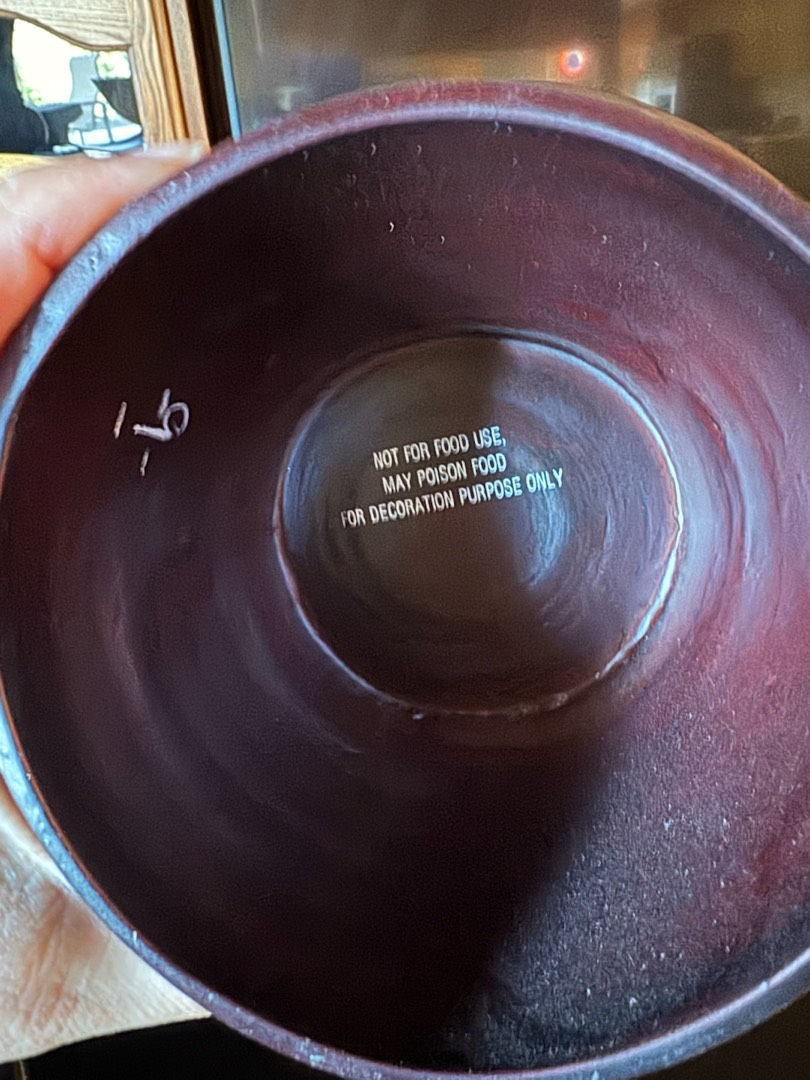 NOT FOR FOOD USE,
MAY POISON FOOD
FOR DECORATION PURPOSE ONLY